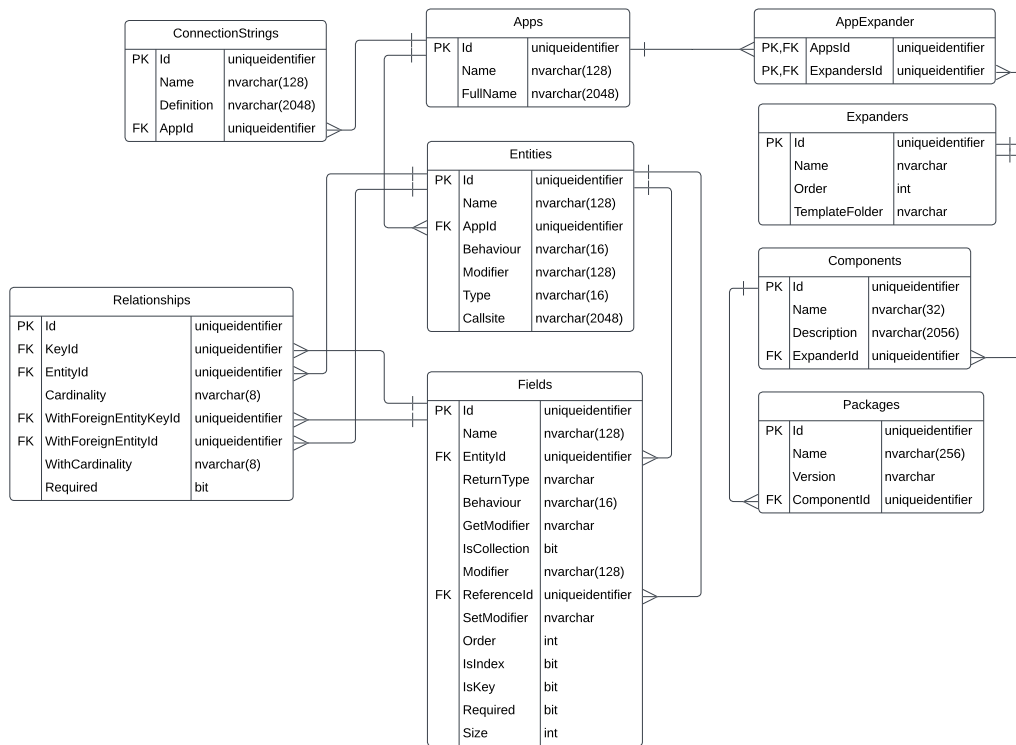 ConnectionStrings
PK Id uniqueidentifier
Name nvarchar(128)
Definition nvarchar(2048)
FK AppId uniqueidentifier
Apps
PK Id uniqueidentifier
Name nvarchar(128)
FullName nvarchar(2048)
AppExpander
PK,FK AppsId uniqueidentifier
PK,FK ExpandersId uniqueidentifier
Expanders
PK Id uniqueidentifier
Name nvarchar
Order int
TemplateFolder nvarchar
Entities
PK Id uniqueidentifier
Name nvarchar(128)
FK AppId uniqueidentifier
Behaviour nvarchar(16)
Modifier nvarchar(128)
Type nvarchar(16)
Callsite nvarchar(2048)
Components
PK Id uniqueidentifier
Name nvarchar(32)
Description nvarchar(2056)
FK ExpanderId uniqueidentifier
Relationships
PK Id uniqueidentifier
FK KeyId uniqueidentifier
FK EntityId uniqueidentifier
Cardinality nvarchar(8)
FK WithForeignEntityKeyId uniqueidentifier
FK WithForeignEntityId uniqueidentifier
WithCardinality nvarchar(8)
Required bit
Fields
PK Id uniqueidentifier
Name nvarchar(128)
FK EntityId uniqueidentifier
ReturnType nvarchar
Behaviour nvarchar(16)
GetModifier nvarchar
IsCollection bit
Modifier nvarchar(128)
FK ReferenceId uniqueidentifier
SetModifier nvarchar
Order int
IsIndex bit
IsKey bit
Required bit
Size int
Packages
PK Id uniqueidentifier
Name nvarchar(256)
Version nvarchar
FK ComponentId uniqueidentifier